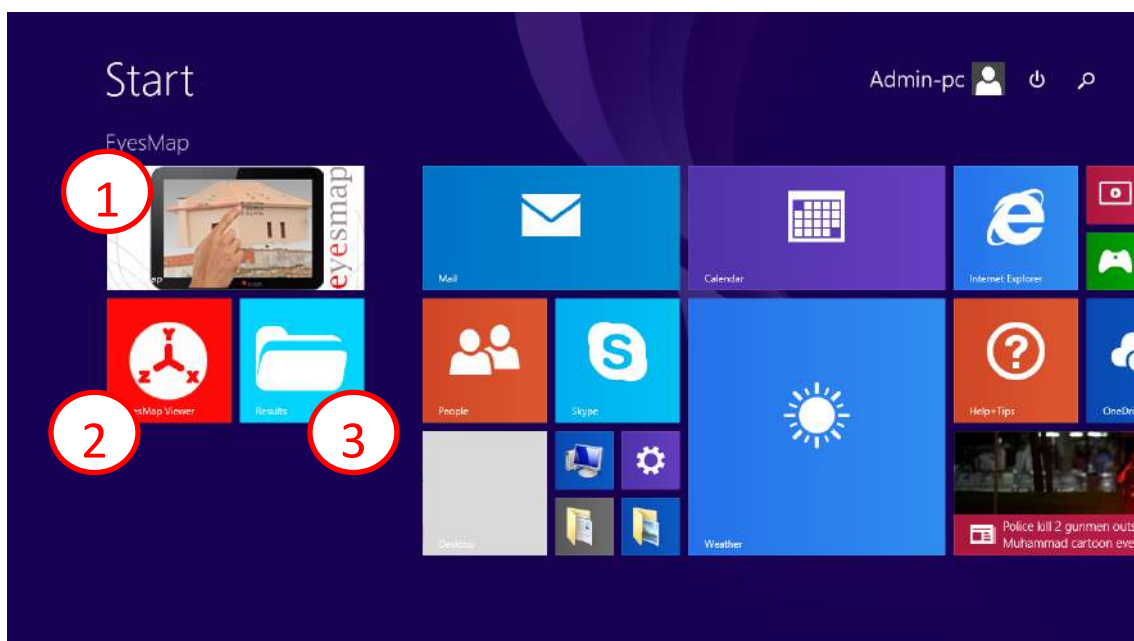 Start
Admin-pc
EyesMap
1
eyesmap
Mail
Calendar
Internet Explorer
Y
Z X
Viewer
Results
S
People
Skype
?
Help+Tips
2
3
Desktop
Weather
Police kill 2 gunmen outs
Muhammad cartoon eve